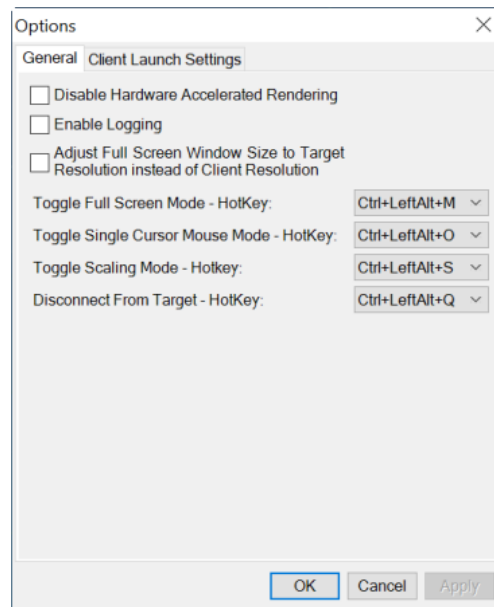 Options
General
Client Launch Settings
Disable Hardware Accelerated Rendering
Enable Logging
Adjust Full Screen Window Size to Target
Resolution instead of Client Resolution
Toggle Full Screen Mode - HotKey: Ctrl+LeftAlt+M
Toggle Single Cursor Mouse Mode - HotKey: Ctrl+LeftAlt+O
Toggle Scaling Mode - Hotkey: Ctrl+LeftAlt+S
Disconnect From Target - HotKey: Ctrl+LeftAlt+Q
OK Cancel Apply